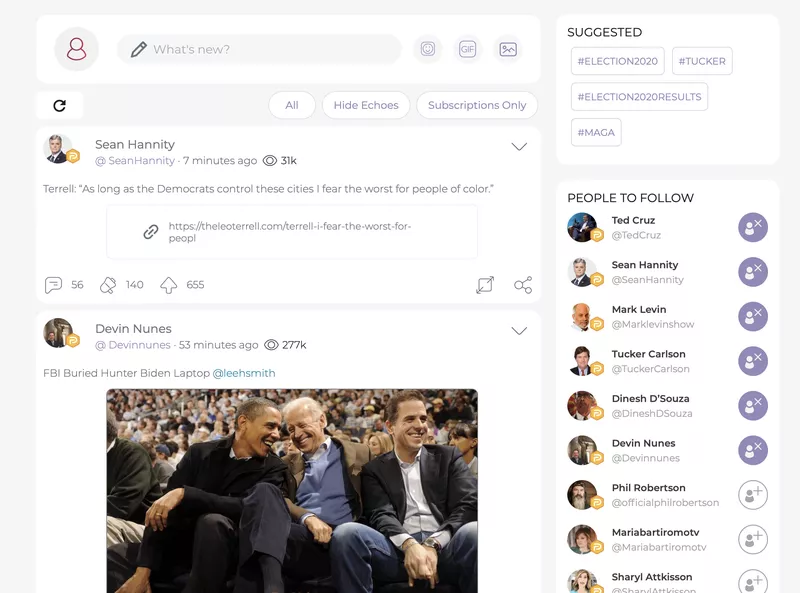 What's new?
GIF
All
Hide Echoes
Subscriptions Only
Sean Hannity
@ SeanHannity · 7 minutes ago 31k
Terrell: “As long as the Democrats control these cities I fear the worst for people of color.”
https://theleoterrell.com/terrell-i-fear-the-worst-for-
peopl
56
140
655
Devin Nunes
@ Devinnunes · 53 minutes ago 277k
FBI Buried Hunter Biden Laptop @leehsmith
SUGGESTED
#ELECTION2020
#TUCKER
#ELECTION2020RESULTS
#MAGA
PEOPLE TO FOLLOW
Ted Cruz
@TedCruz
Sean Hannity
@SeanHannity
Mark Levin
@Marklevinshow
Tucker Carlson
@TuckerCarlson
Dinesh D'Souza
@DineshDSouza
Devin Nunes
@Devinnunes
Phil Robertson
@officialphilrobertson
Mariabartiromotv
@Mariabartiromotv
Sharyl Attkisson
@SharylAttkisson